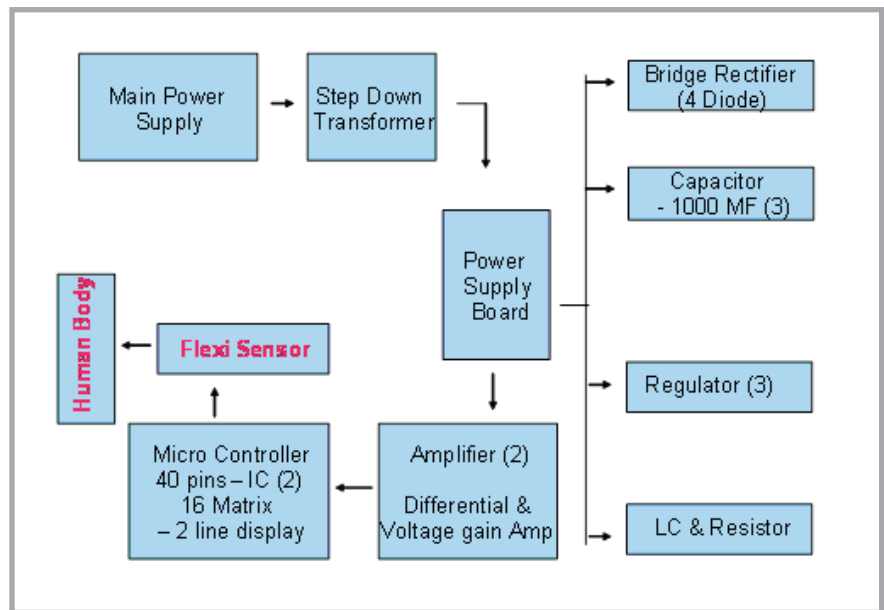 Main Power
Supply
Step Down
Transformer
Bridge Rectifier
(4 Diode)
Capacitor
- 1000 MF (3)
Power
Supply
Board
Human Body
Flexi Sensor
Regulator (3)
Micro Controller
40 pins – IC (2)
16 Matrix
– 2 line display
Amplifier (2)
Differential &
Voltage gain Amp
LC & Resistor